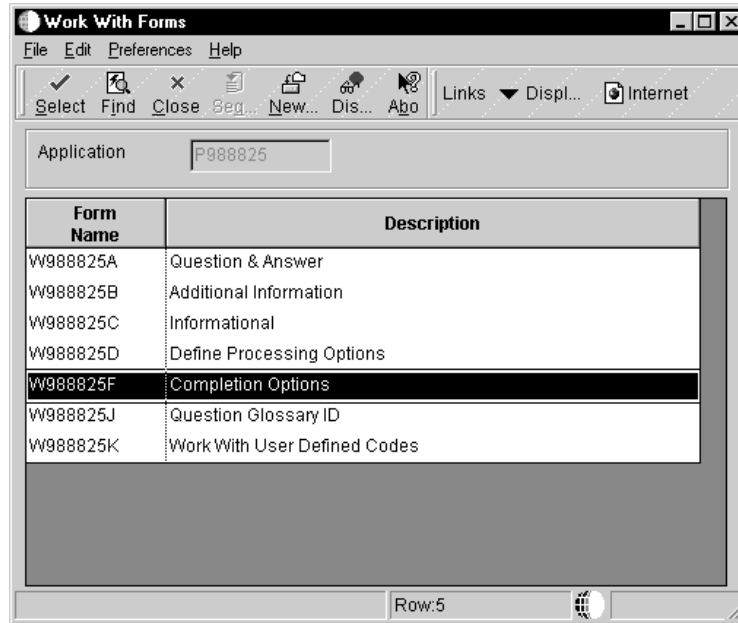 Work With Forms
File Edit Preferences Help
Select Find Close Seq... New... Dis... Abo Links Displ... Internet
Application P988825
Form Name Description
W988825A Question & Answer
W988825B Additional Information
W988825C Informational
W988825D Define Processing Options
W988825F Completion Options
W988825J Question Glossary ID
W988825K Work With User Defined Codes
Row:5